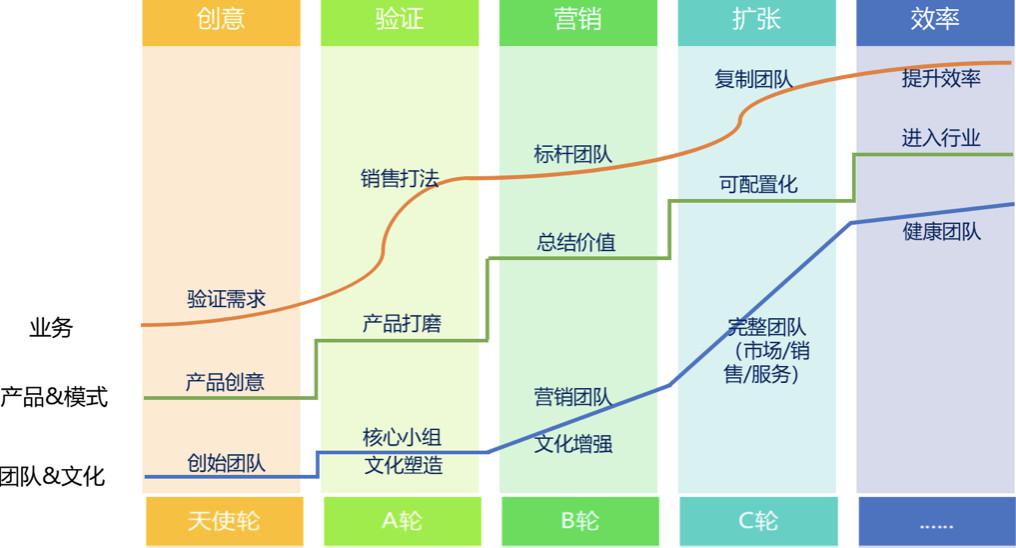 创意
验证
营销
扩张
效率
复制团队
提升效率
进入行业
标杆团队
销售打法
可配置化
总结价值
健康团队
验证需求
业务
产品打磨
完整团队
（市场/销
售/服务）
产品创意
产品&模式
营销团队
核心小组
文化增强
创始团队
文化塑造
团队&文化
天使轮
A轮
B轮
C轮
......